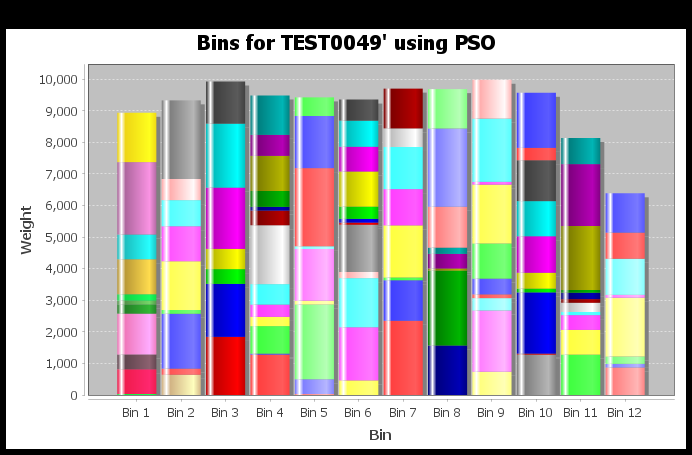 Bins for TEST0049' using PSO
10,000
9,000
8,000
7,000
6,000
5,000
4,000
3,000
2,000
1,000
0
Weight
Bin 1 Bin 2 Bin 3 Bin 4 Bin 5 Bin 6 Bin 7 Bin 8 Bin 9 Bin 10 Bin 11 Bin 12
Bin